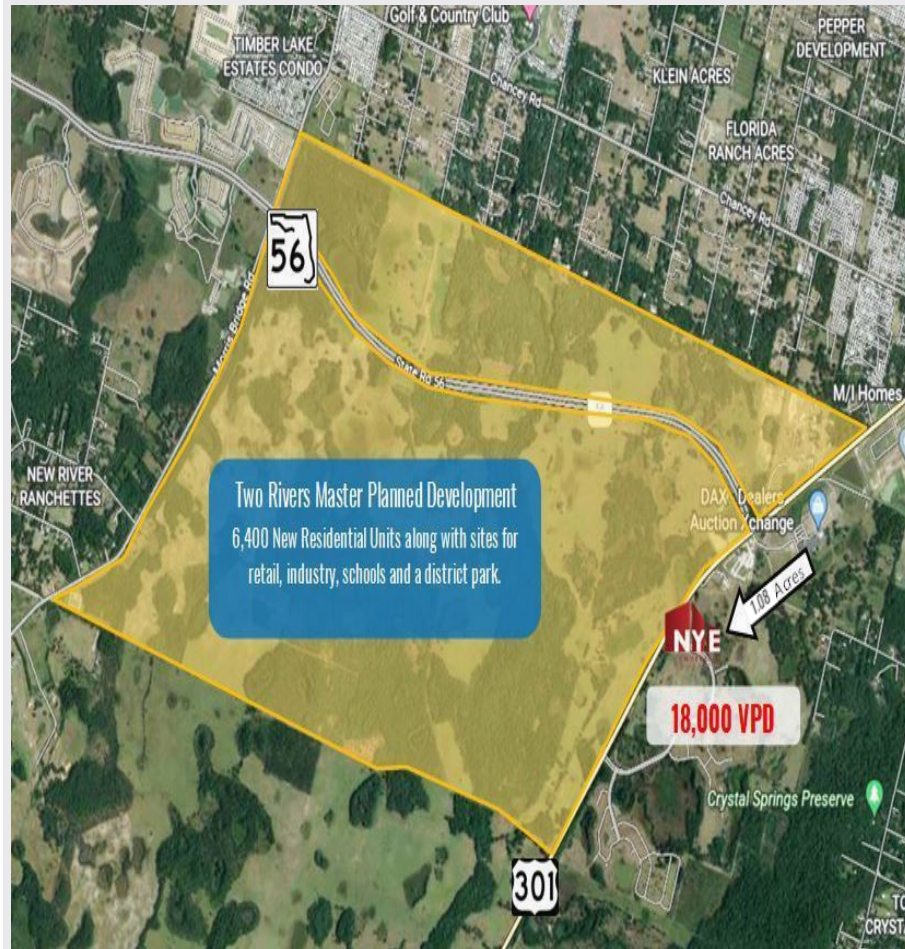 Golf & Country Club
PEPPER
DEVELOPMENT
TIMBER LAKE
ESTATES CONDO
KLEIN ACRES
Chancey Rd
FLORIDA
RANCH ACRES
Chancey Rd
56
Morris Bridge Rd
State Rd 56
M/I Homes
NEW RIVER
RANCHETTES
Two Rivers Master Planned Development
6,400 New Residential Units along with sites for
retail, industry, schools and a district park.
DAX Dealers
Auction Xchange
1.08 Acres
NYE
18,000 VPD
Crystal Springs Preserve
301